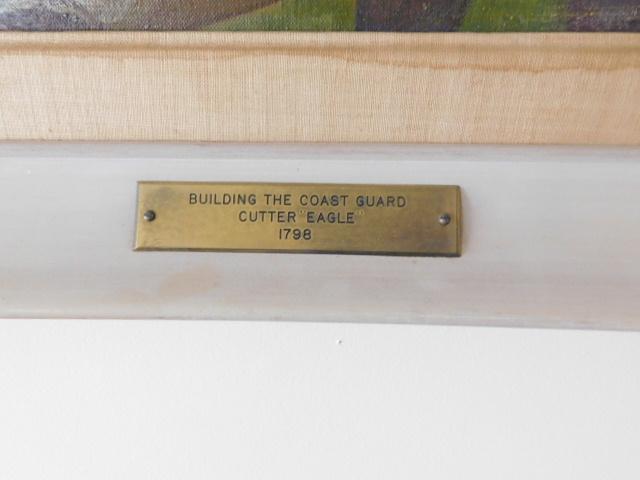 BUILDING THE COAST GUARD
CUTTER "EAGLE"
1798